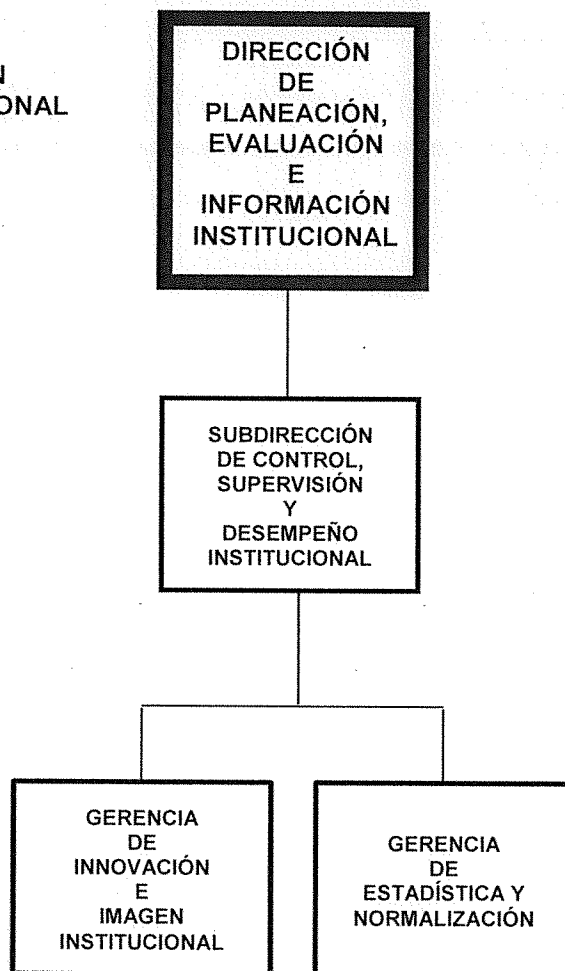 ONAL
DIRECCIÓN
DE
PLANEACIÓN,
EVALUACIÓN
E
INFORMACIÓN
INSTITUCIONAL
SUBDIRECCIÓN
DE CONTROL,
SUPERVISIÓN
Y
DESEMPEÑO
INSTITUCIONAL
GERENCIA
DE
INNOVACIÓN
E
IMAGEN
INSTITUCIONAL
GERENCIA
DE
ESTADÍSTICA Y
NORMALIZACIÓN